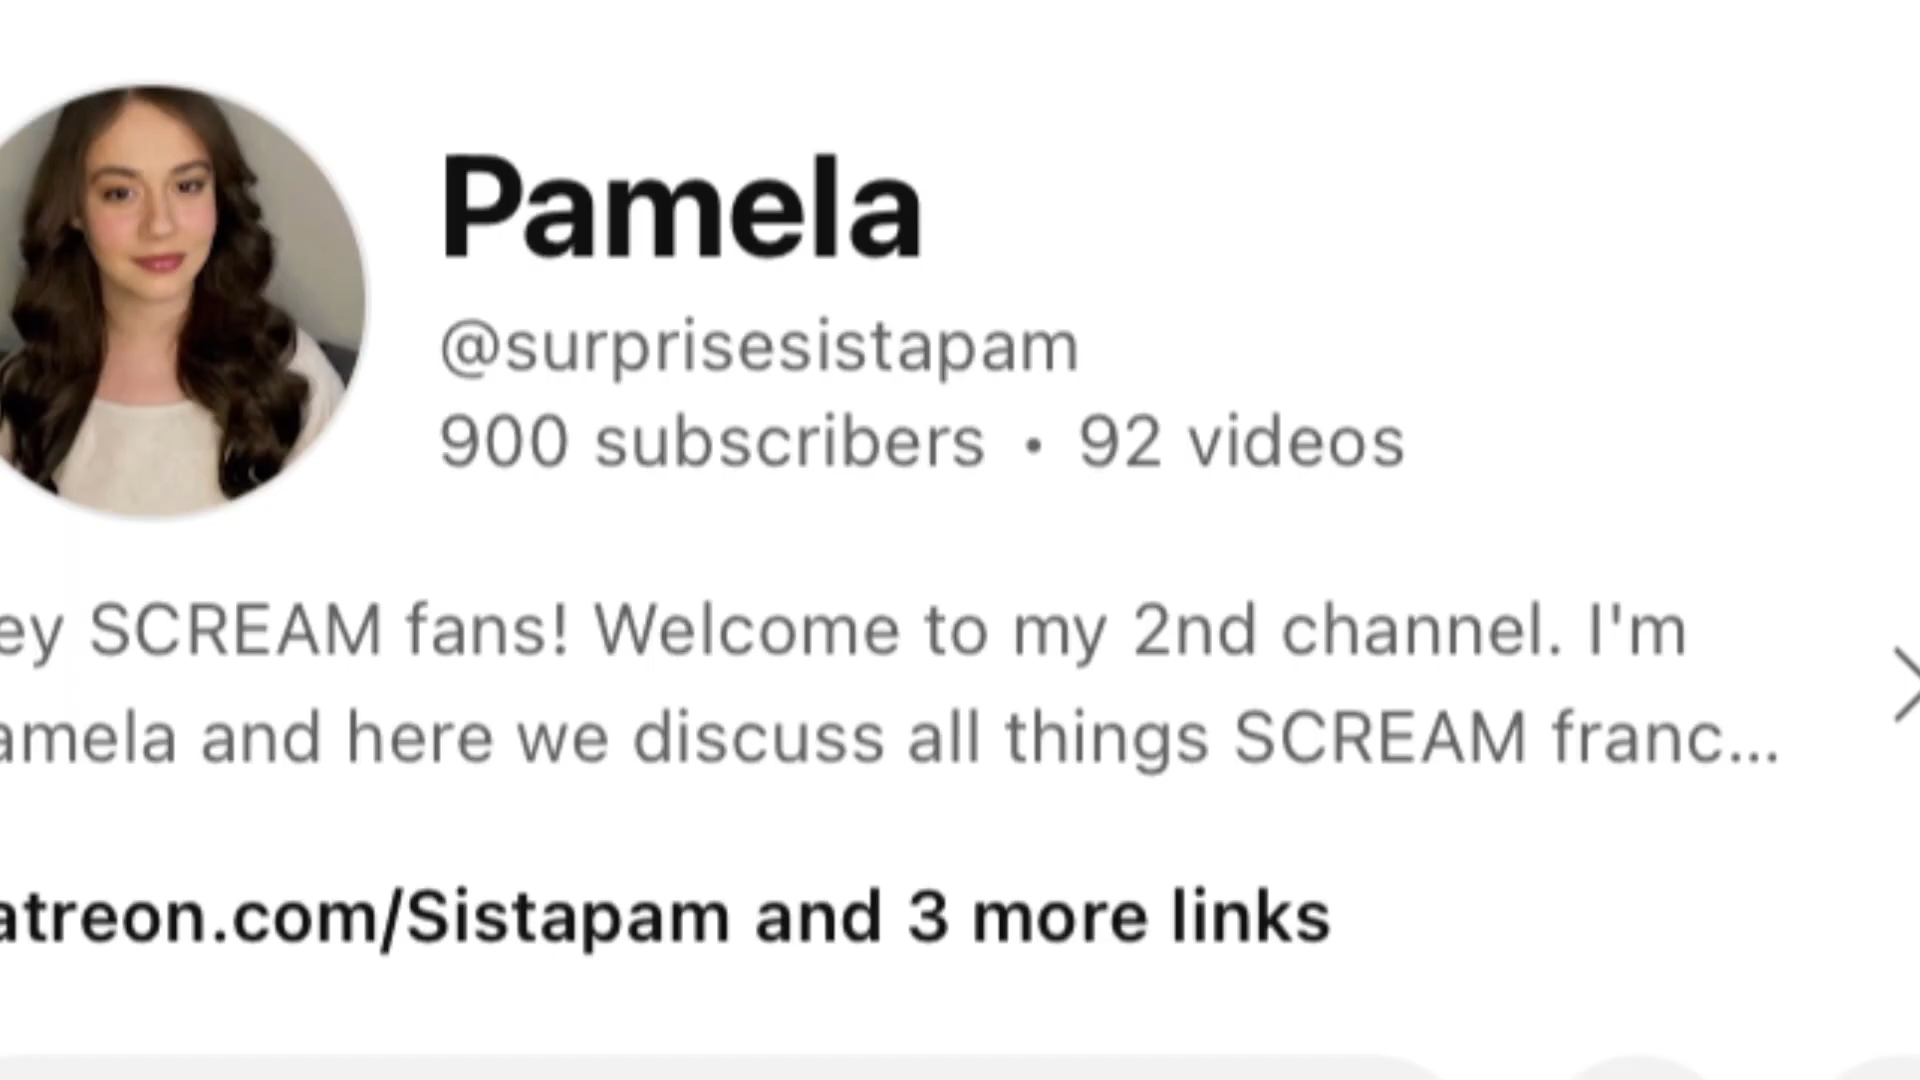 Pamela
@surprisesistapam
900 subscribers • 92 videos
ey SCREAM fans! Welcome to my 2nd channel. I'm
amela and here we discuss all things SCREAM franc...
atreon.com/Sistapam and 3 more links